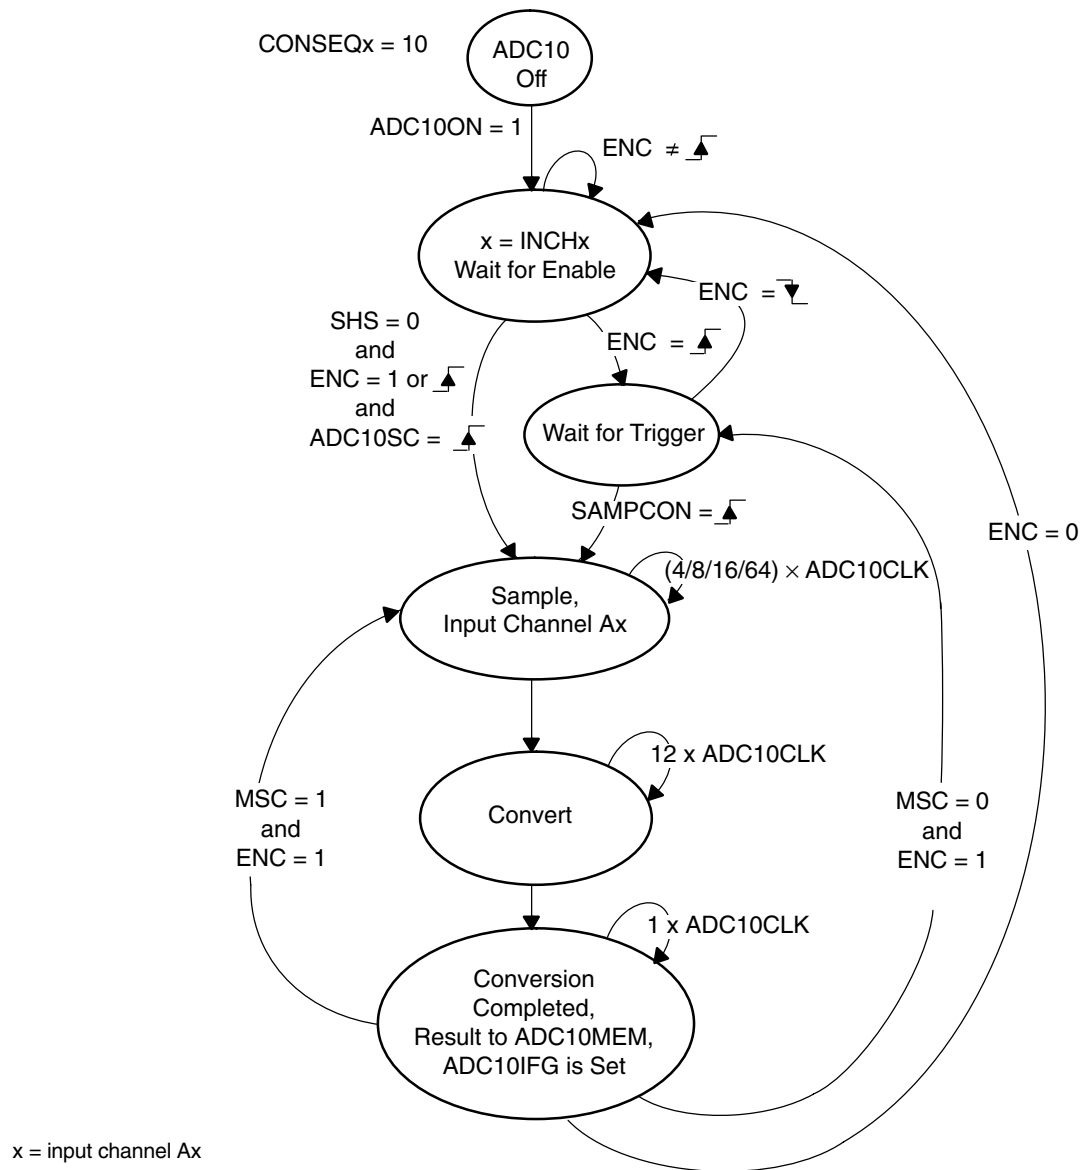 CONSEQx = 10
ADC10
Off
ADC10ON = 1
ENC ≠
x = INCHx
Wait for Enable
ENC =
SHS = 0
and
ENC = 1 or
and
ADC10SC =
ENC =
Wait for Trigger
SAMPCON =
ENC = 0
(4/8/16/64) × ADC10CLK
Sample,
Input Channel Ax
12 x ADC10CLK
MSC = 1
and
ENC = 1
Convert
MSC = 0
and
ENC = 1
1 x ADC10CLK
Conversion
Completed,
Result to ADC10MEM,
ADC10IFG is Set
x = input channel Ax